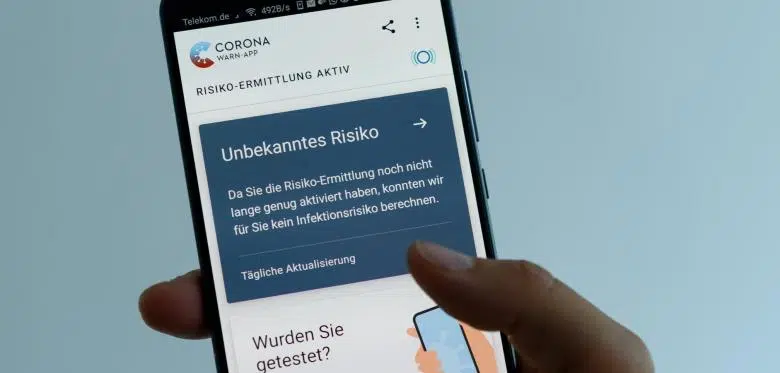 Telekom.de 492B/s
CORONA
WARN-APP
RISIKO-ERMITTLUNG AKTIV
Unbekanntes Risiko
Da Sie die Risiko-Ermittlung noch nicht
lange genug aktiviert haben, konnten wir
für Sie kein Infektionsrisiko berechnen.
Tägliche Aktualisierung
Wurden Sie
getestet?